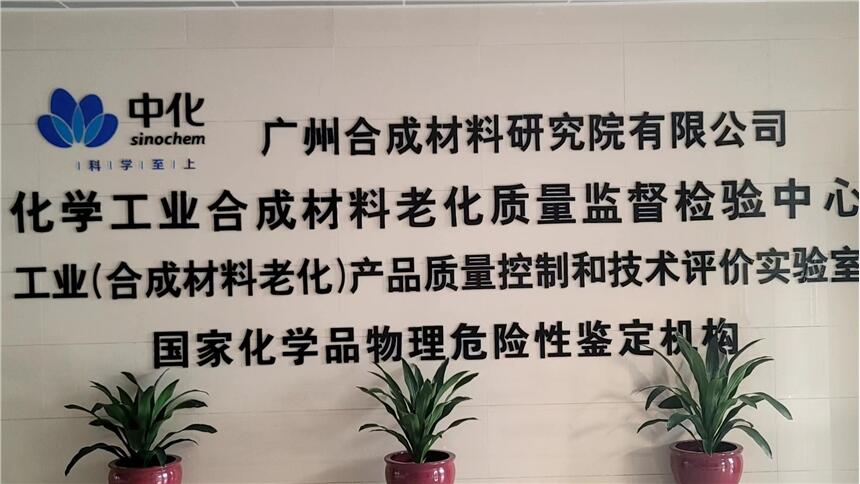 中化
sinochem
科学至上
广州合成材料研究院有限公司
化学工业合成材料老化质量监督检验中心
工业(合成材料老化)产品质量控制和技术评价实验室
国家化学品物理危险性鉴定机构